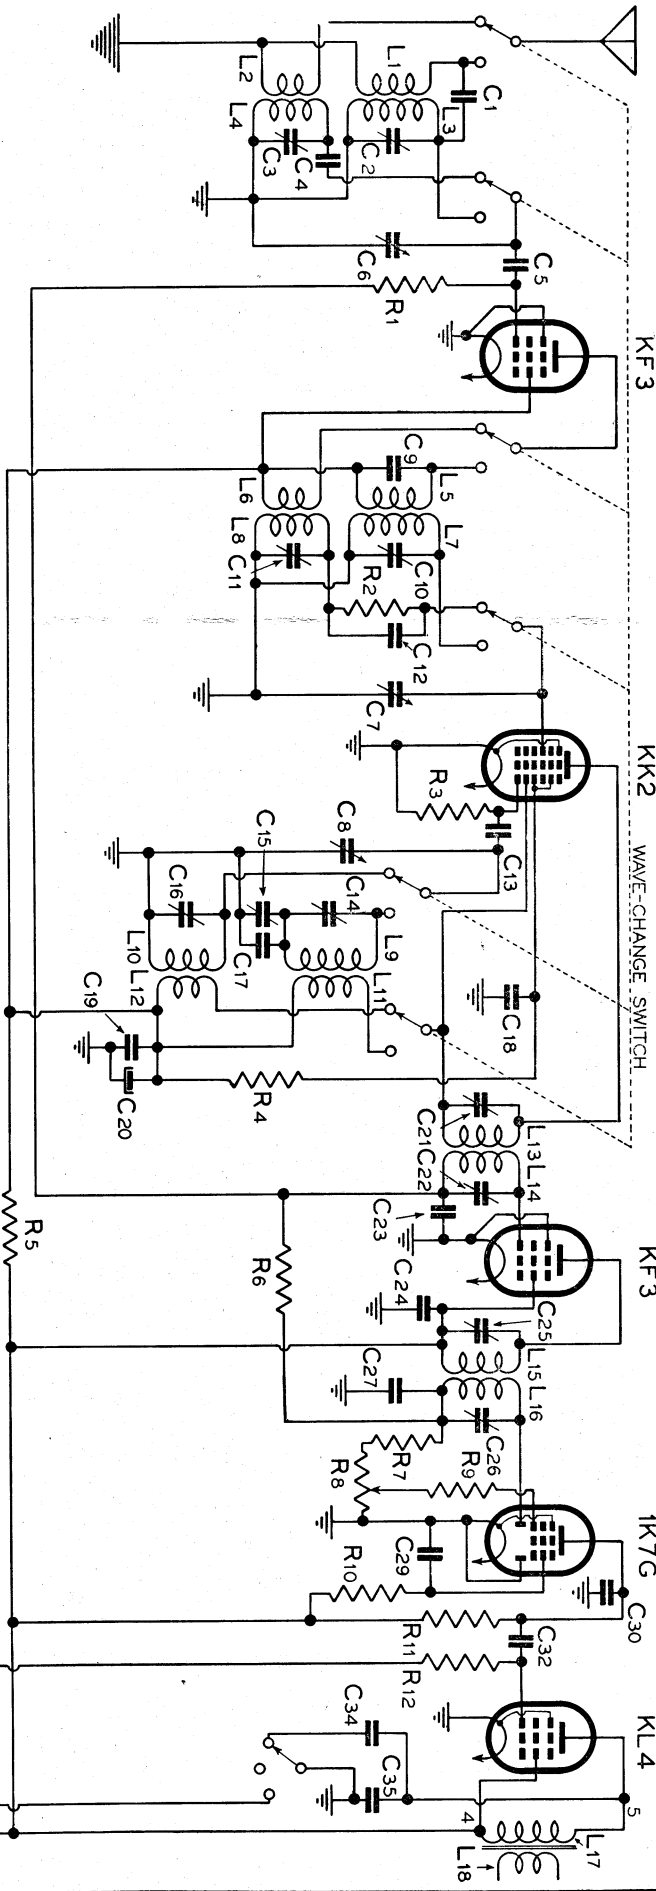 KF3
KK2
WAVE-CHANGE SWITCH
KF3
1K7G
KL4
L1
L2
L3
L4
C1
C2
C3
C4
C5
C6
R1
L5
L6
L7
L8
C9
C10
C11
R2
C12
C7
R3
C13
C8
C14
C15
C16
C17
L9
L10
L11
L12
C18
C19
C20
R4
C21
C22
L13
L14
C23
R5
R6
C24
C25
L15
L16
C26
C27
R7
R8
R9
R10
C29
C30
R11
R12
C32
C34
C35
4
5
L17
L18